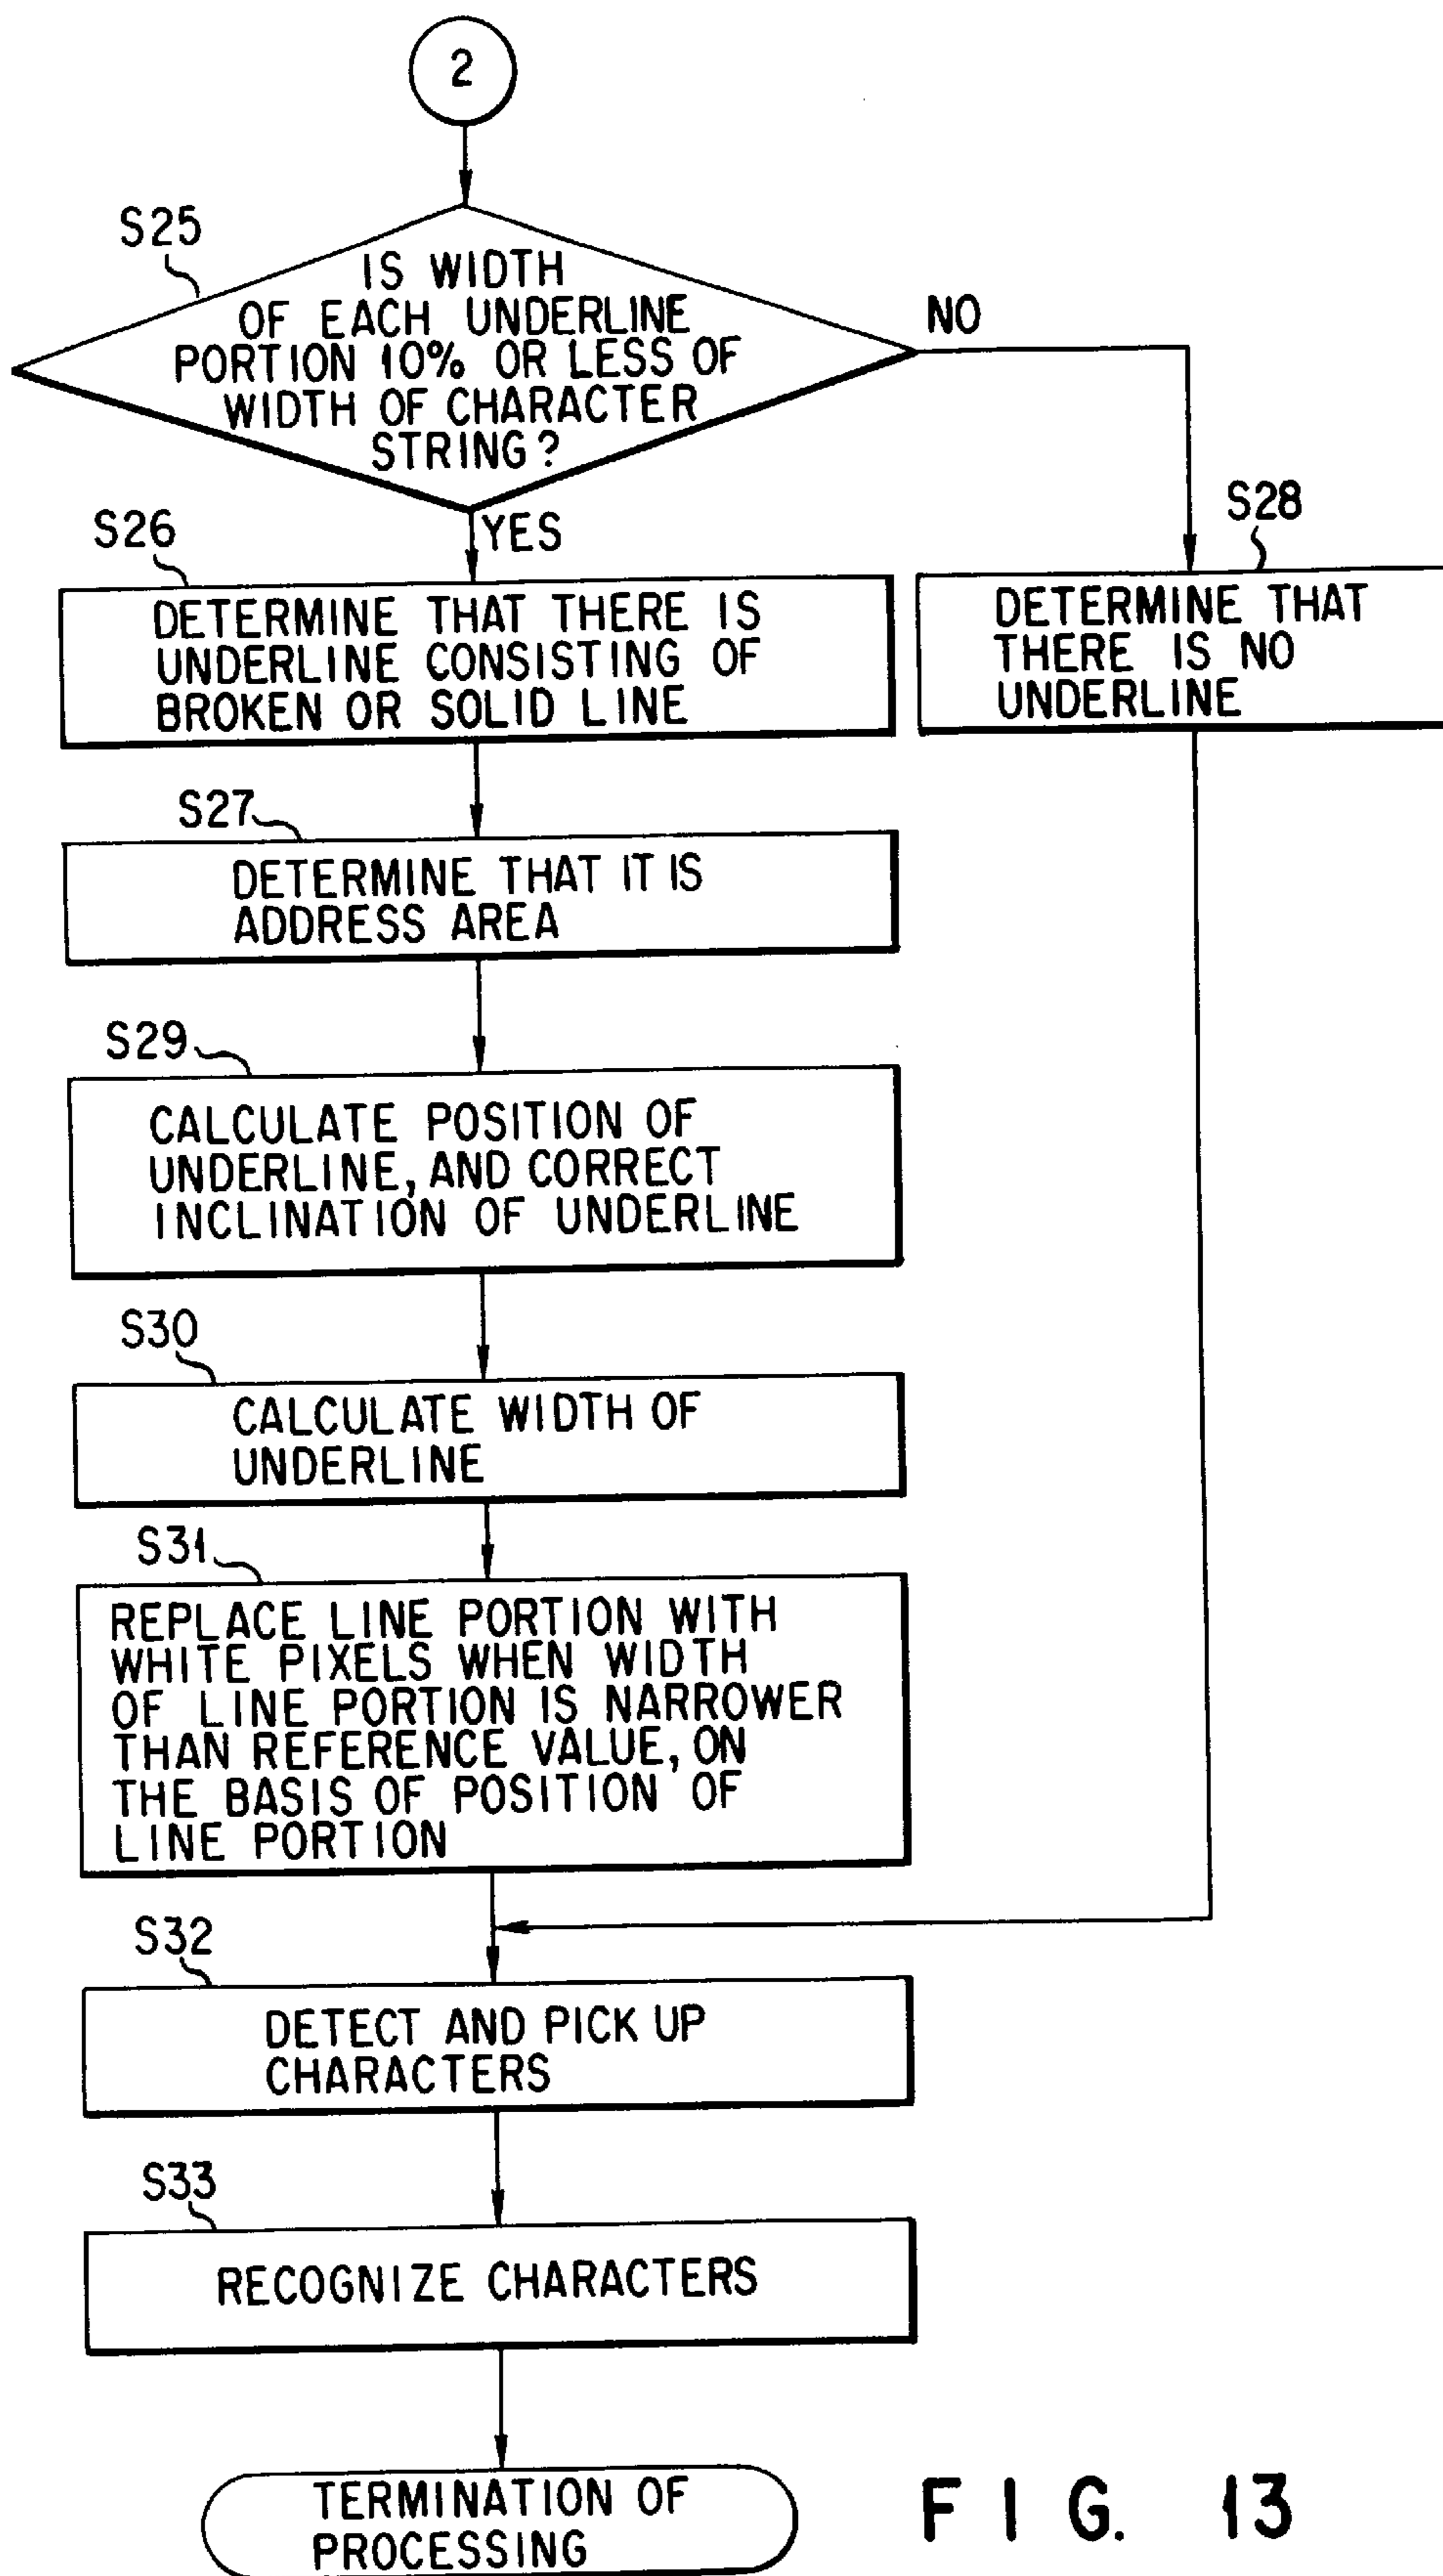 2
S25
IS WIDTH
OF EACH UNDERLINE
PORTION 10% OR LESS OF
WIDTH OF CHARACTER
STRING?
NO
YES
S26
DETERMINE THAT THERE IS
UNDERLINE CONSISTING OF
BROKEN OR SOLID LINE
S28
DETERMINE THAT
THERE IS NO
UNDERLINE
S27
DETERMINE THAT IT IS
ADDRESS AREA
S29
CALCULATE POSITION OF
UNDERLINE, AND CORRECT
INCLINATION OF UNDERLINE
S30
CALCULATE WIDTH OF
UNDERLINE
S31
REPLACE LINE PORTION WITH
WHITE PIXELS WHEN WIDTH
OF LINE PORTION IS NARROWER
THAN REFERENCE VALUE, ON
THE BASIS OF POSITION OF
LINE PORTION
S32
DETECT AND PICK UP
CHARACTERS
S33
RECOGNIZE CHARACTERS
TERMINATION OF
PROCESSING
FIG. 13